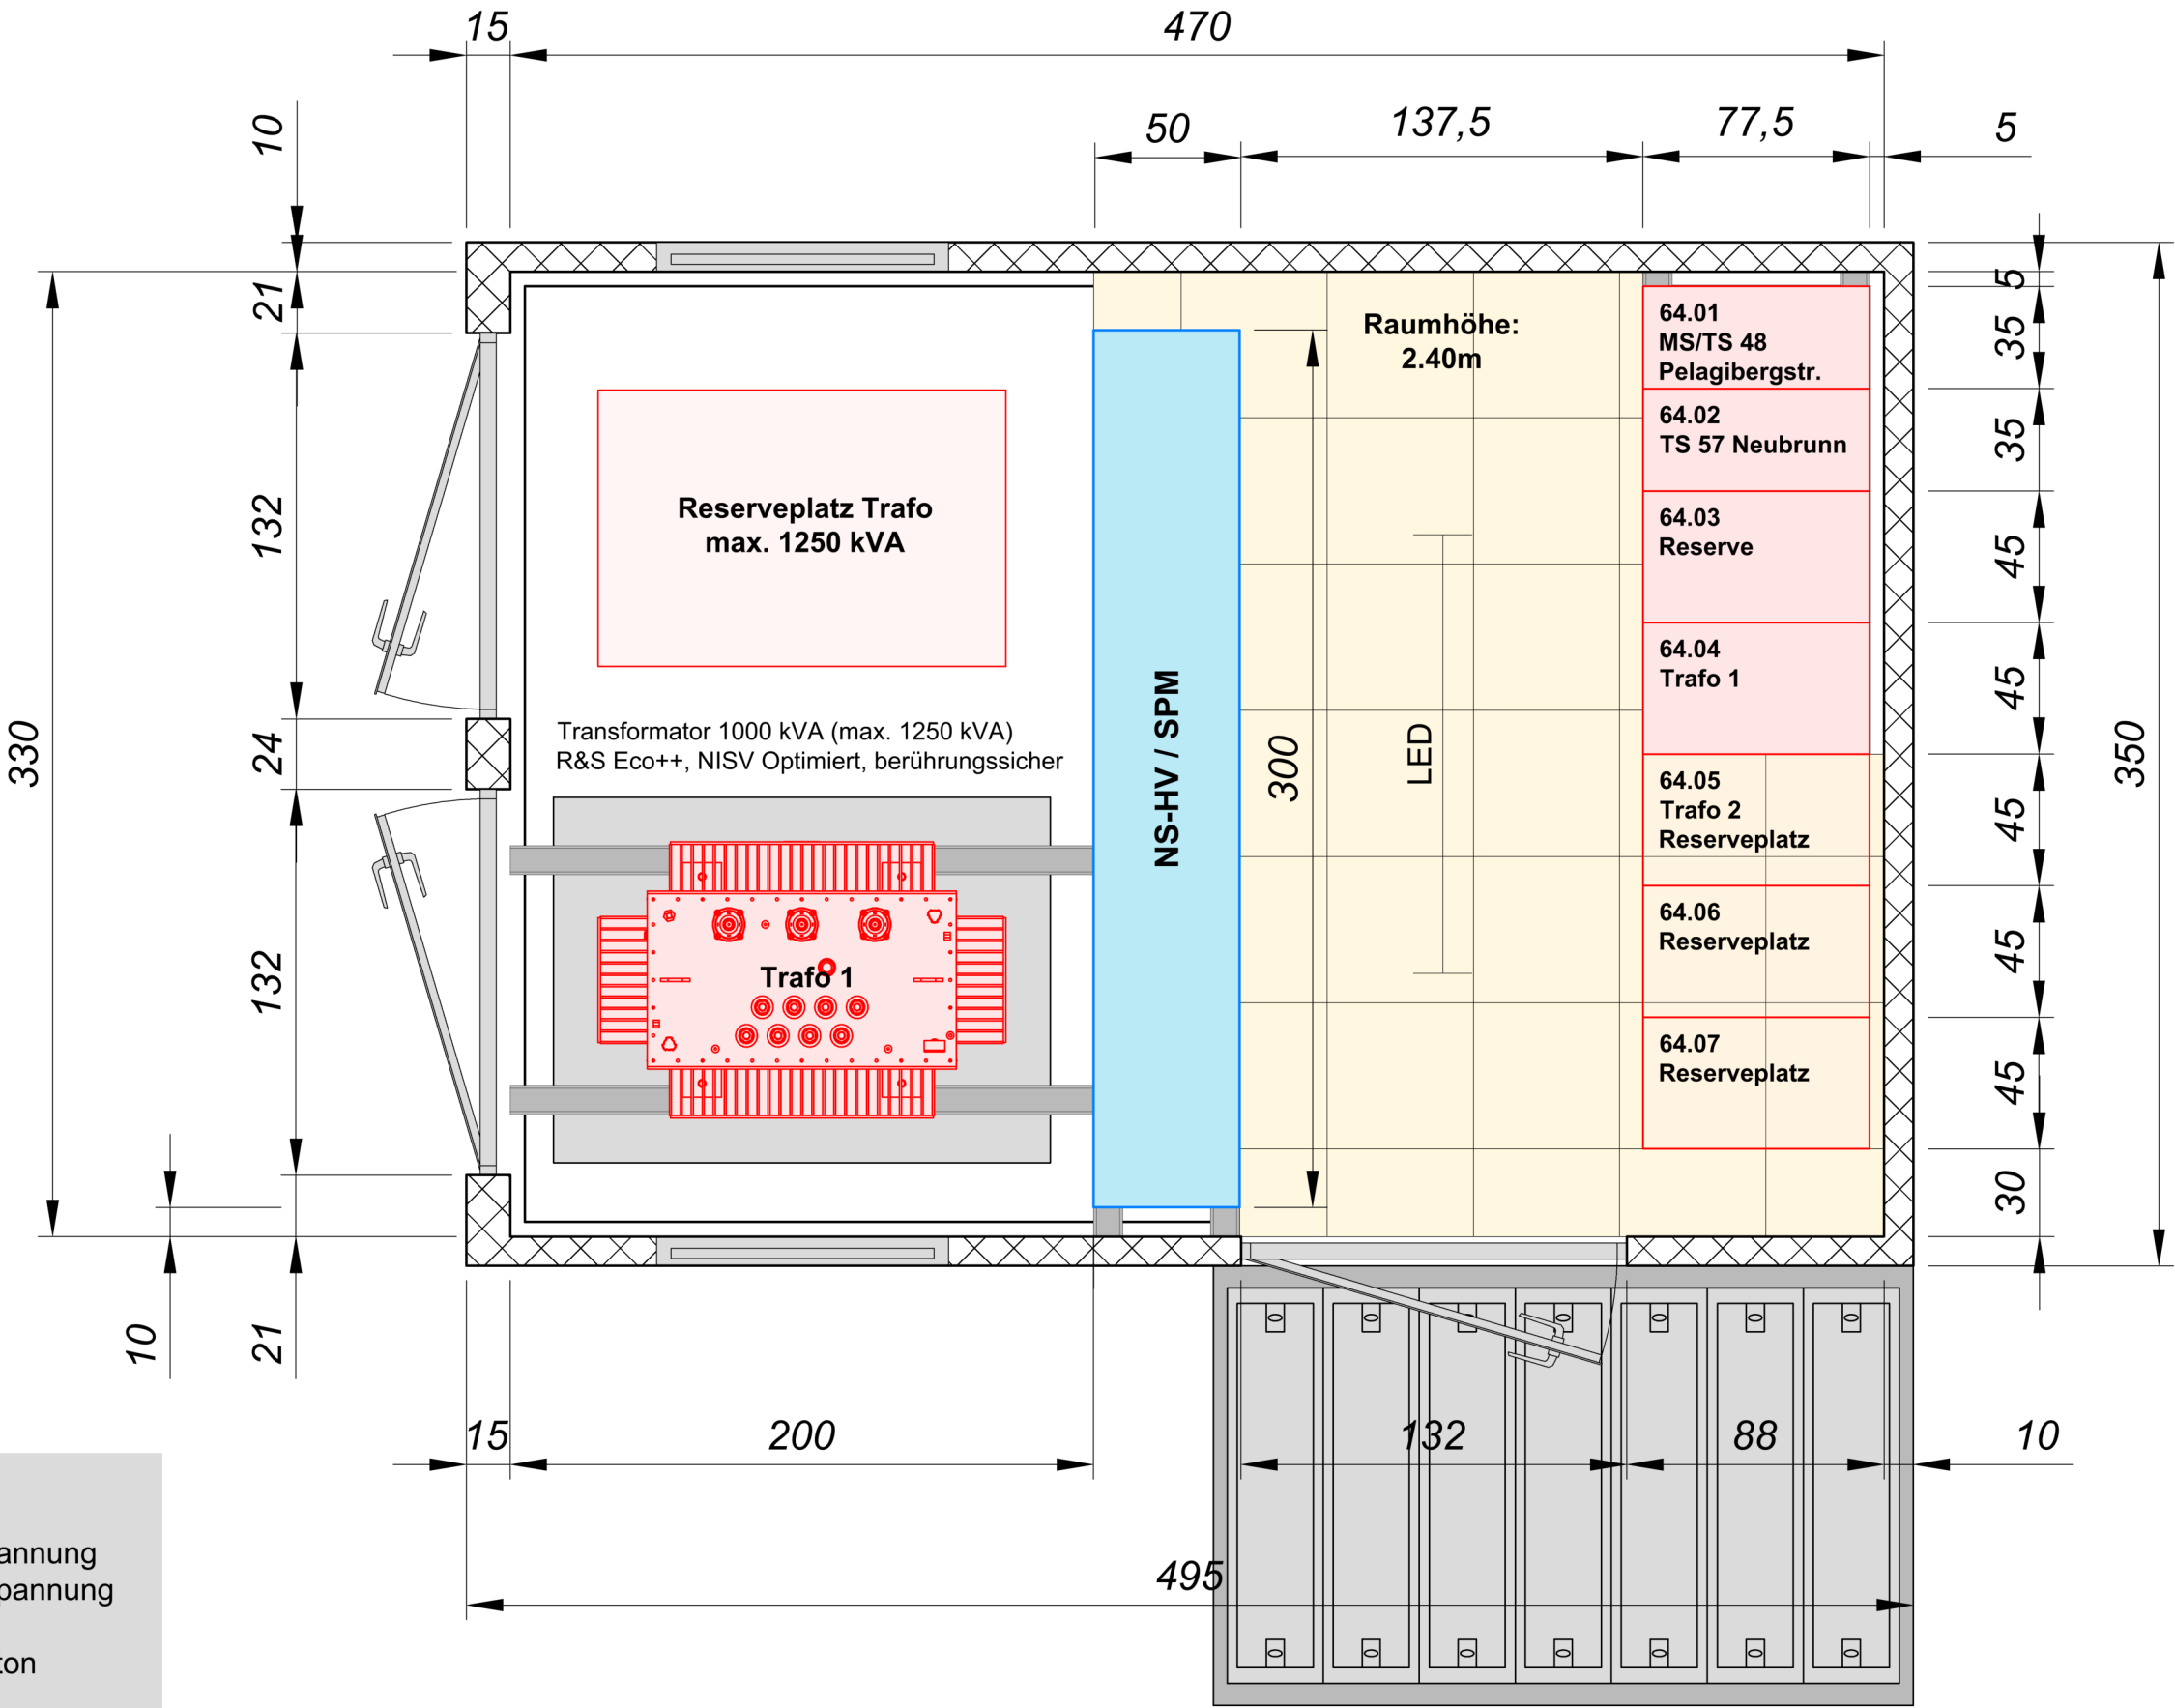 15
470
50
137,5
77,5
5
10
21
132
24
132
21
10
330
5
35
35
45
45
45
45
45
30
350
Raumhöhe:
2.40m
64.01
MS/TS 48
Pelagibergstr.
64.02
TS 57 Neubrunn
64.03
Reserve
64.04
Trafo 1
64.05
Trafo 2
Reserveplatz
64.06
Reserveplatz
64.07
Reserveplatz
Reserveplatz Trafo
max. 1250 kVA
Transformator 1000 kVA (max. 1250 kVA)
R&S Eco++, NISV Optimiert, berührungssicher
Trafo 1
NS-HV / SPM
300
LED
15
200
132
88
10
495
annung
pannung
ton